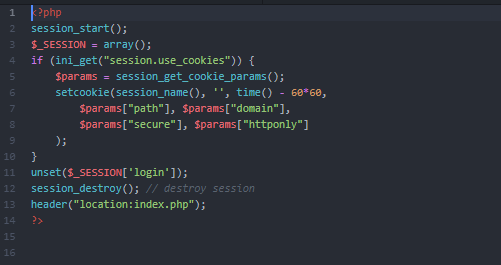 1 <?php
2 session_start();
3 $_SESSION = array();
4 if (ini_get("session.use_cookies")) {
5     $params = session_get_cookie_params();
6     setcookie(session_name(), '', time() - 60*60,
7         $params["path"], $params["domain"],
8         $params["secure"], $params["httponly"]
9     );
10 }
11 unset($_SESSION['login']);
12 session_destroy(); // destroy session
13 header("location:index.php");
14 ?>
15
16